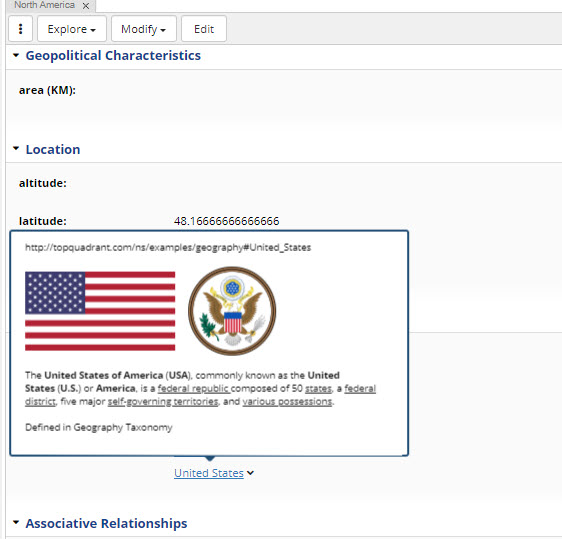 North America x
Explore Modify Edit
Geopolitical Characteristics
area (KM):
Location
altitude:
latitude: 48.16666666666666
http://topquadrant.com/ns/examples/geography#United_States
The United States of America (USA), commonly known as the United
States (U.S.) or America, is a federal republic composed of 50 states, a federal
district, five major self-governing territories, and various possessions.
Defined in Geography Taxonomy
United States
Associative Relationships